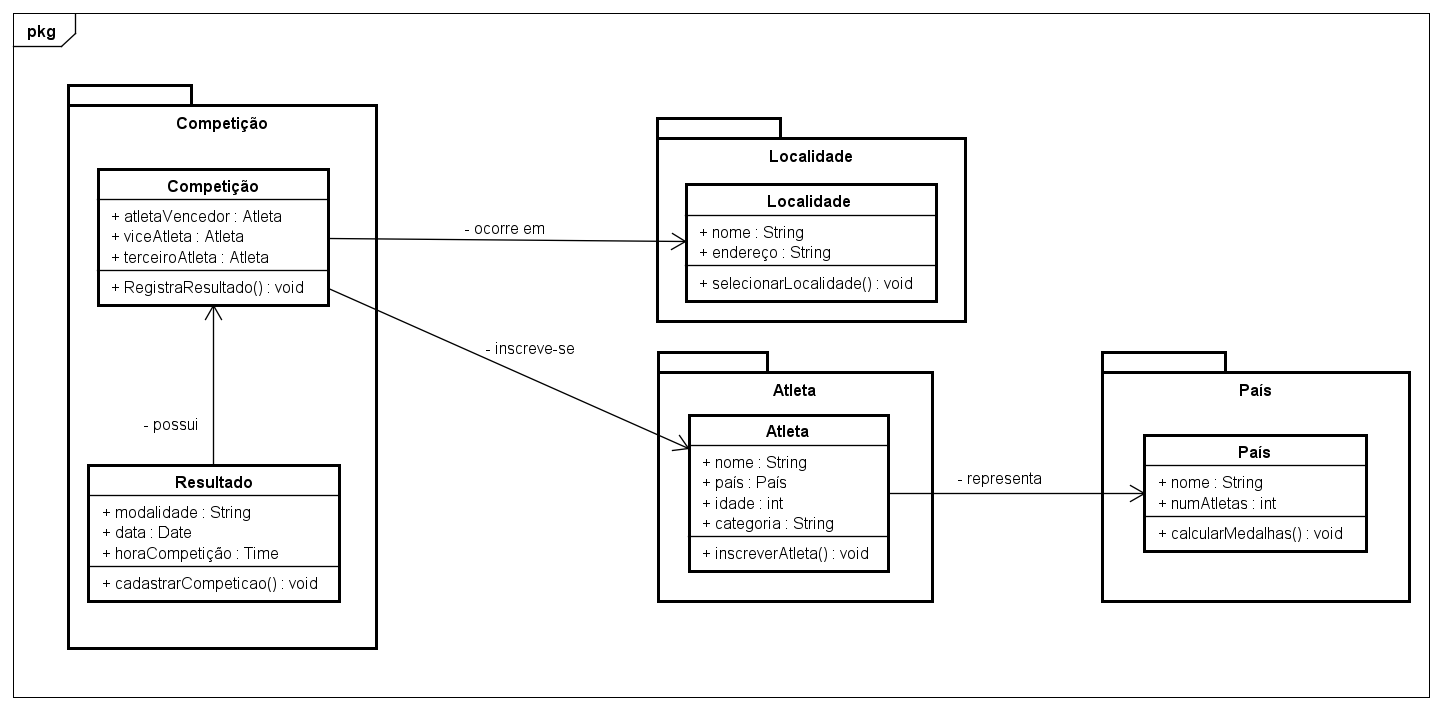 pkg
Competição
Competição
+ atletaVencedor : Atleta
+ viceAtleta : Atleta
+ terceiroAtleta : Atleta
+ RegistraResultado() : void
- possui
Resultado
+ modalidade : String
+ data : Date
+ horaCompetição : Time
+ cadastrarCompeticao() : void
- ocorre em
- inscreve-se
Localidade
Localidade
+ nome : String
+ endereço : String
+ selecionarLocalidade() : void
Atleta
Atleta
+ nome : String
+ país : País
+ idade : int
+ categoria : String
+ inscreverAtleta() : void
- representa
País
País
+ nome : String
+ numAtletas : int
+ calcularMedalhas() : void